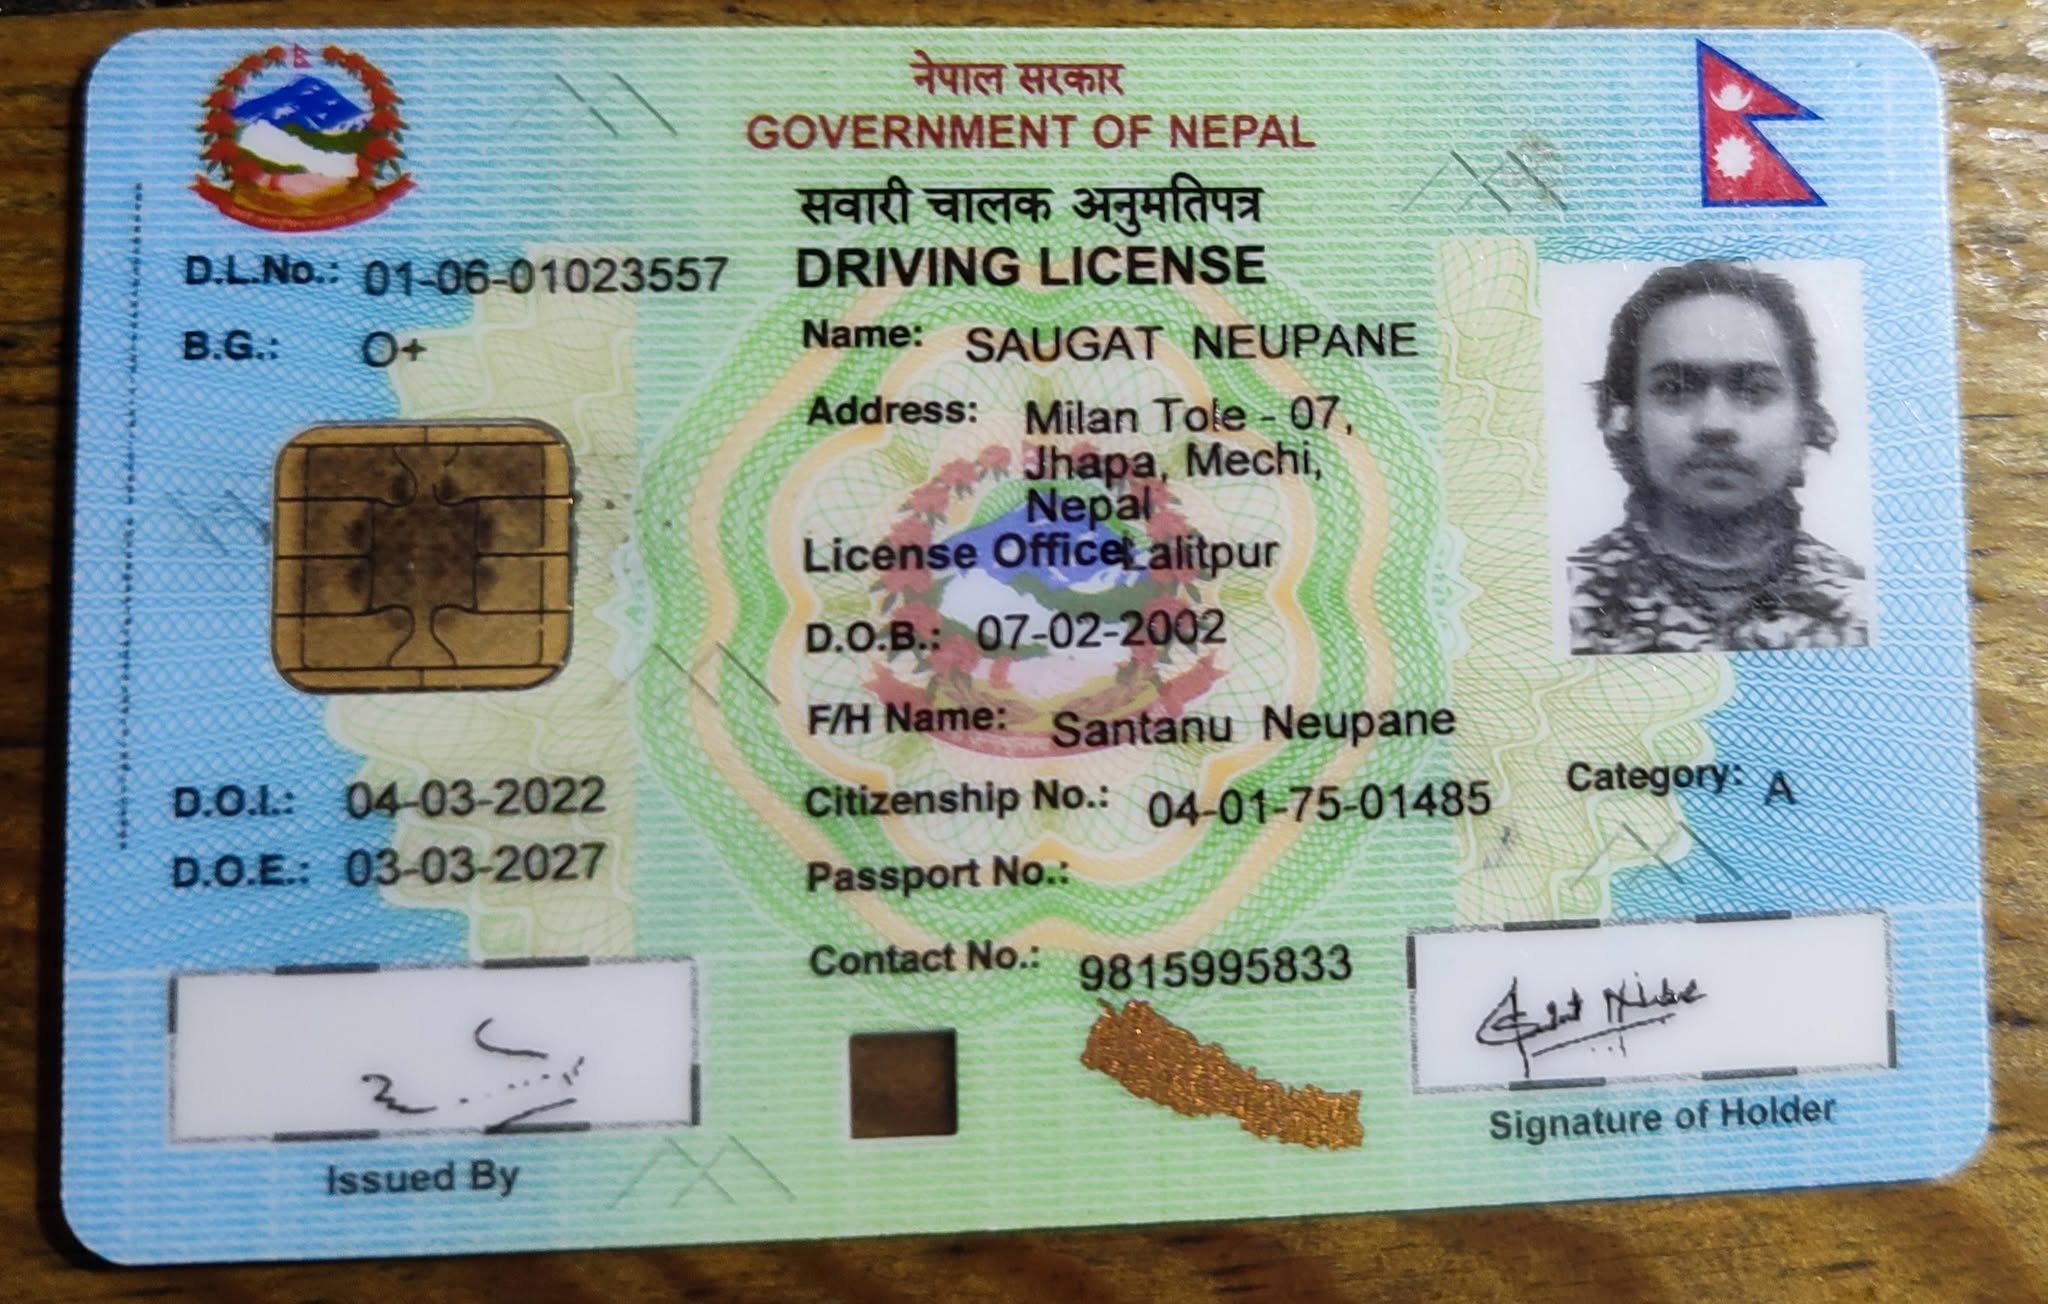 नेपाल सरकार
GOVERNMENT OF NEPAL
सवारी चालक अनुमतिपत्र
DRIVING LICENSE
D.L.No.: 01-06-01023557
B.G.: O+
Name: SAUGAT NEUPANE
Address: Milan Tole - 07,
Jhapa, Mechi,
Nepal
License Office: Lalitpur
D.O.B.: 07-02-2002
F/H Name: Santanu Neupane
D.O.I.: 04-03-2022
Citizenship No.: 04-01-75-01485
Category: A
D.O.E.: 03-03-2027
Passport No.:
Contact No.: 9815995833
Issued By
Signature of Holder